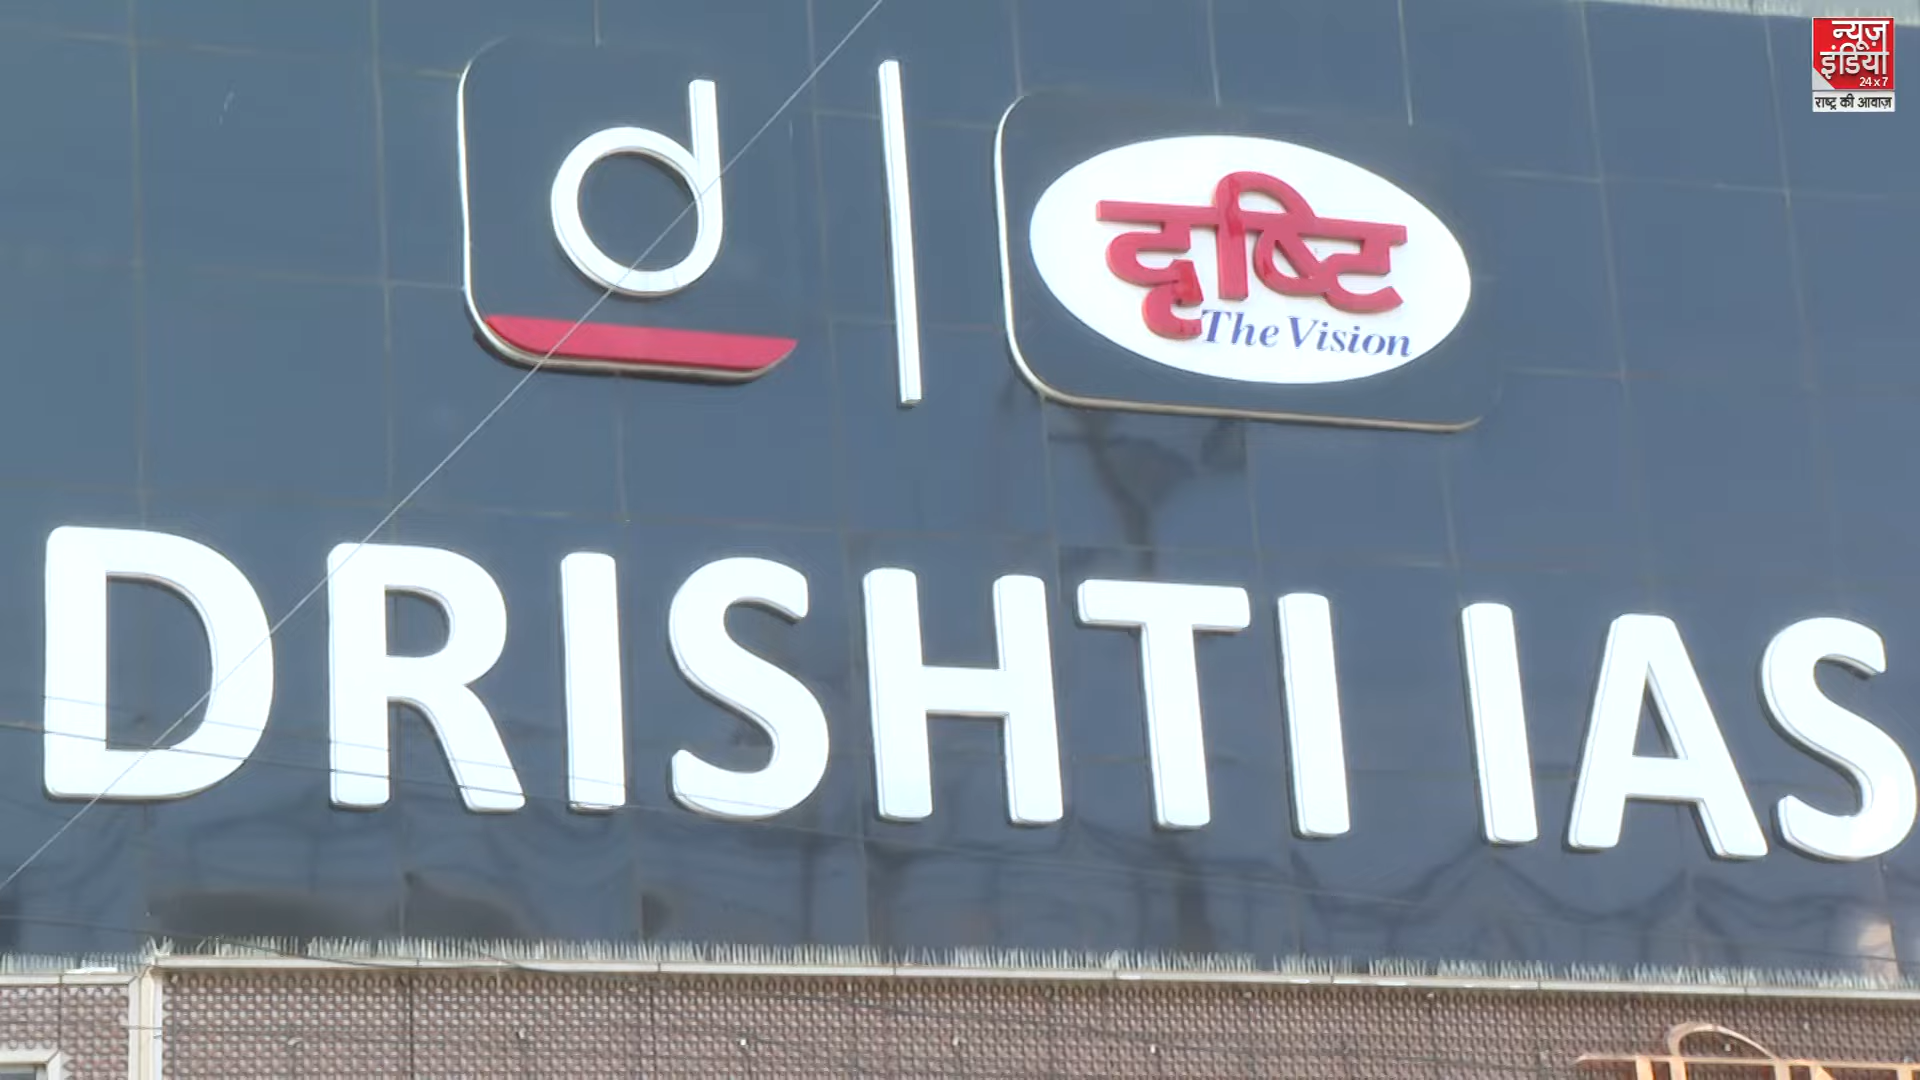 न्यूज़
इंडिया
24x7
राष्ट्र की आवाज़
d
दृष्टि
The Vision
DRISHTI IAS